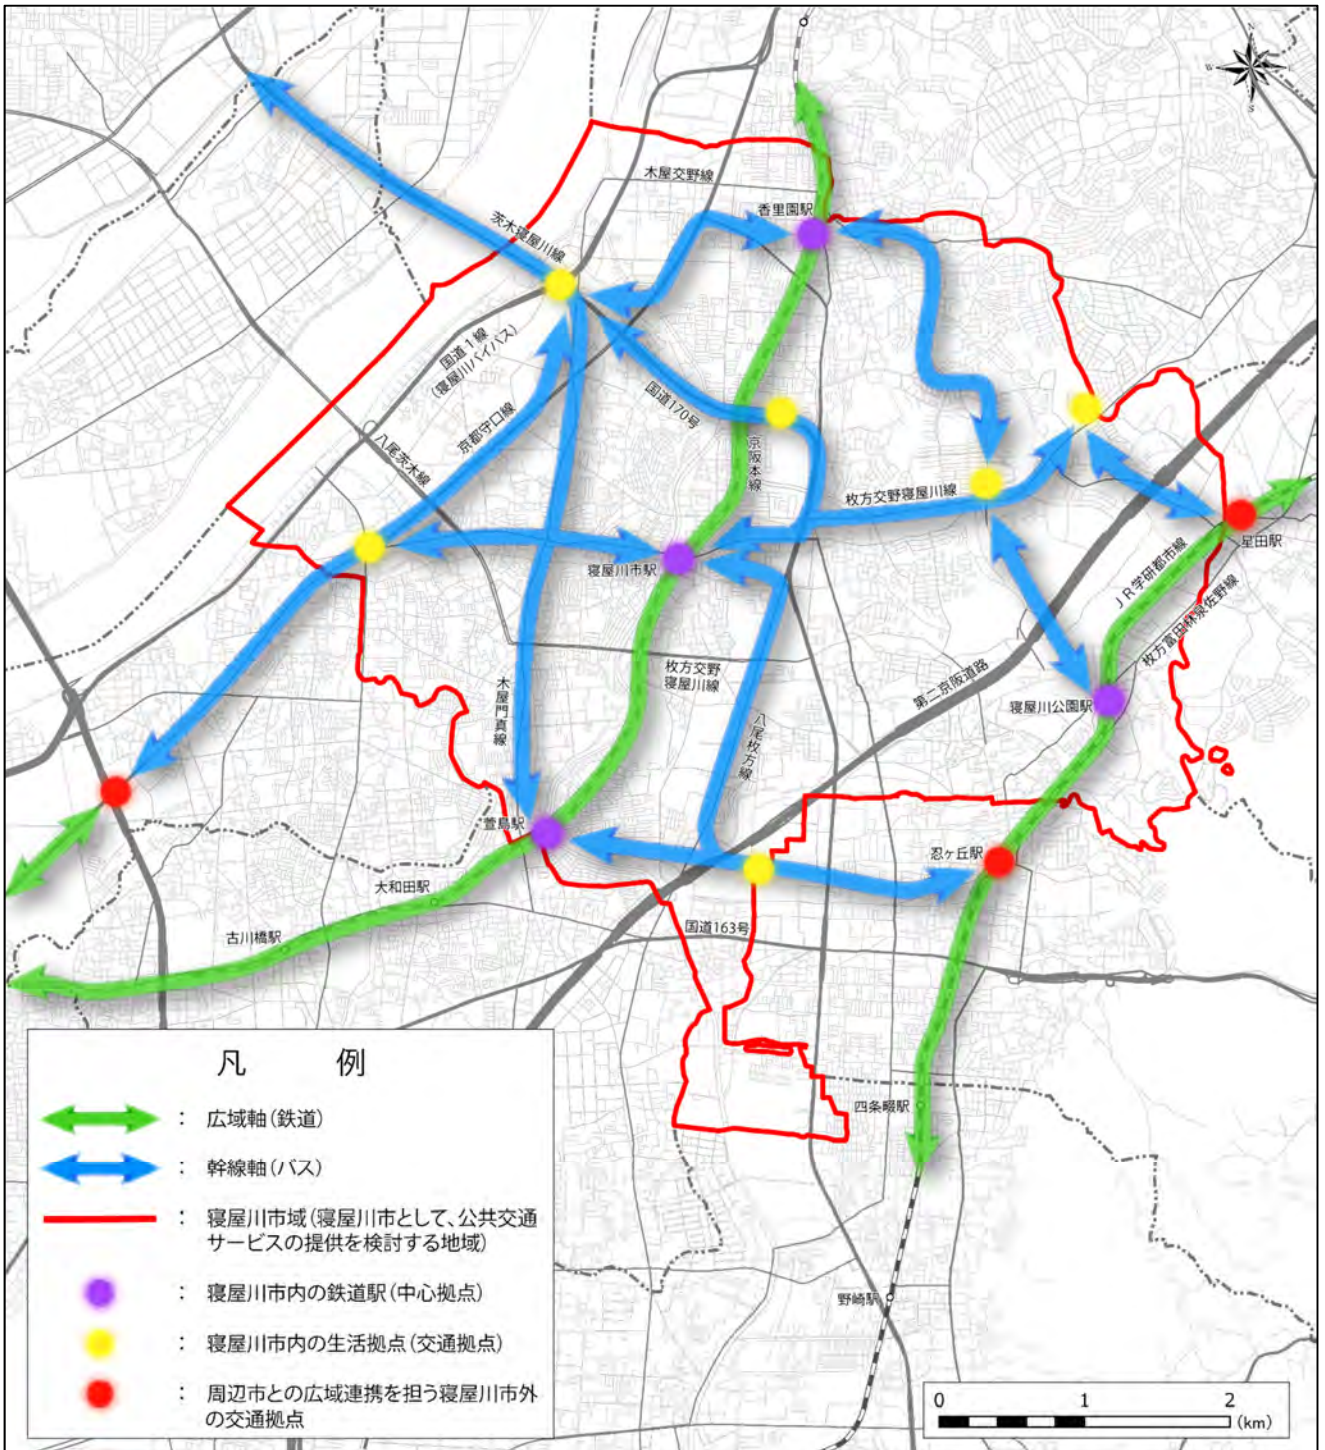 N
W
E
S
木屋交野線
香里園駅
茨木寝屋川線
国道1線
(寝屋川バイパス)
国道170号
京都守口線
八尾茨木線
京阪本線
枚方交野寝屋川線
寝屋川市駅
星田駅
JR学研都市線
枚方富田林泉佐野線
枚方交野
寝屋川線
木屋門真線
八尾枚方線
第二京阪道路
寝屋川公園駅
萱島駅
忍ヶ丘駅
大和田駅
古川橋駅
国道163号
四条畷駅
野崎駅
凡 例
: 広域軸(鉄道)
: 幹線軸(バス)
: 寝屋川市域(寝屋川市として、公共交通
サービスの提供を検討する地域)
: 寝屋川市内の鉄道駅(中心拠点)
: 寝屋川市内の生活拠点(交通拠点)
: 周辺市との広域連携を担う寝屋川市外
の交通拠点
0 1 2
(km)